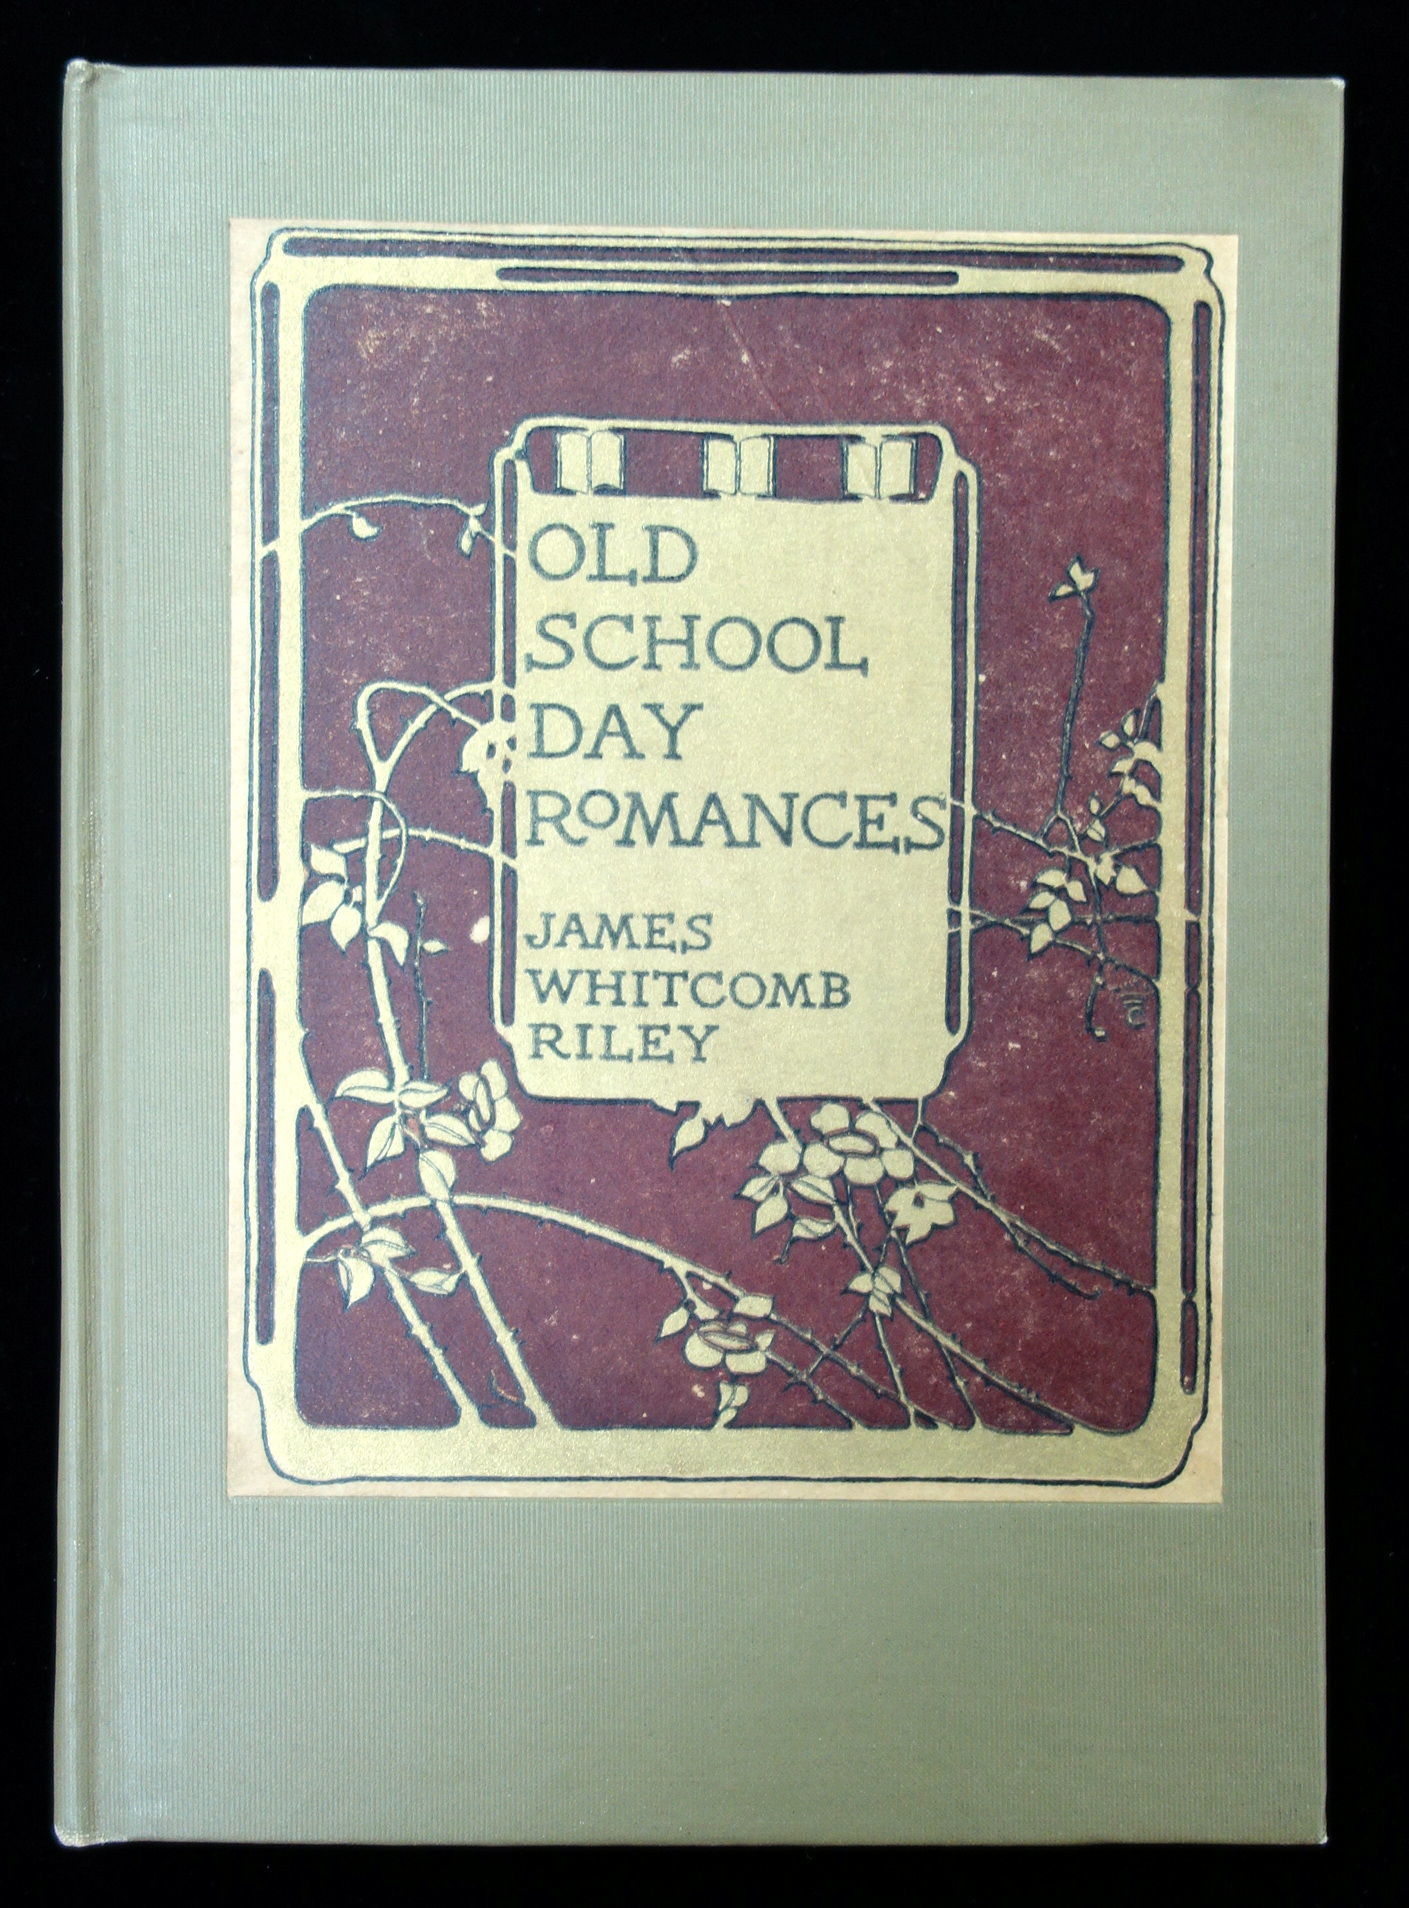 OLD
SCHOOL
DAY
ROMANCES
JAMES
WHITCOMB
RILEY